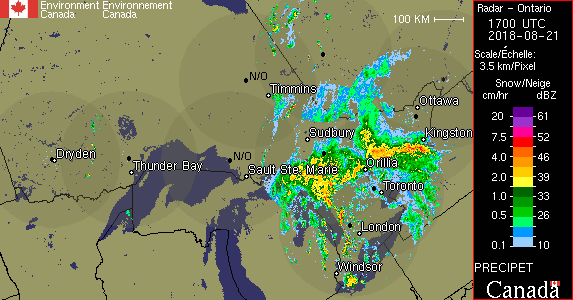 Environment Environnement
Canada Canada
100 KM
Radar - Ontario
1700 UTC
2018-08-21
Scale/Échelle:
3.5 km/Pixel
Snow/Neige
cm/hr dBZ
20 61
7.5 57
5.0 52
4.0 46
2.0 39
1.0 33
0.5 26
0.1 10
PRECIPET
Canada
N/O
Timmins
Ottawa
Sudbury
Kingston
Dryden
N/O
Thunder Bay
Sault Ste. Marie
Orillia
Toronto
London
Windsor